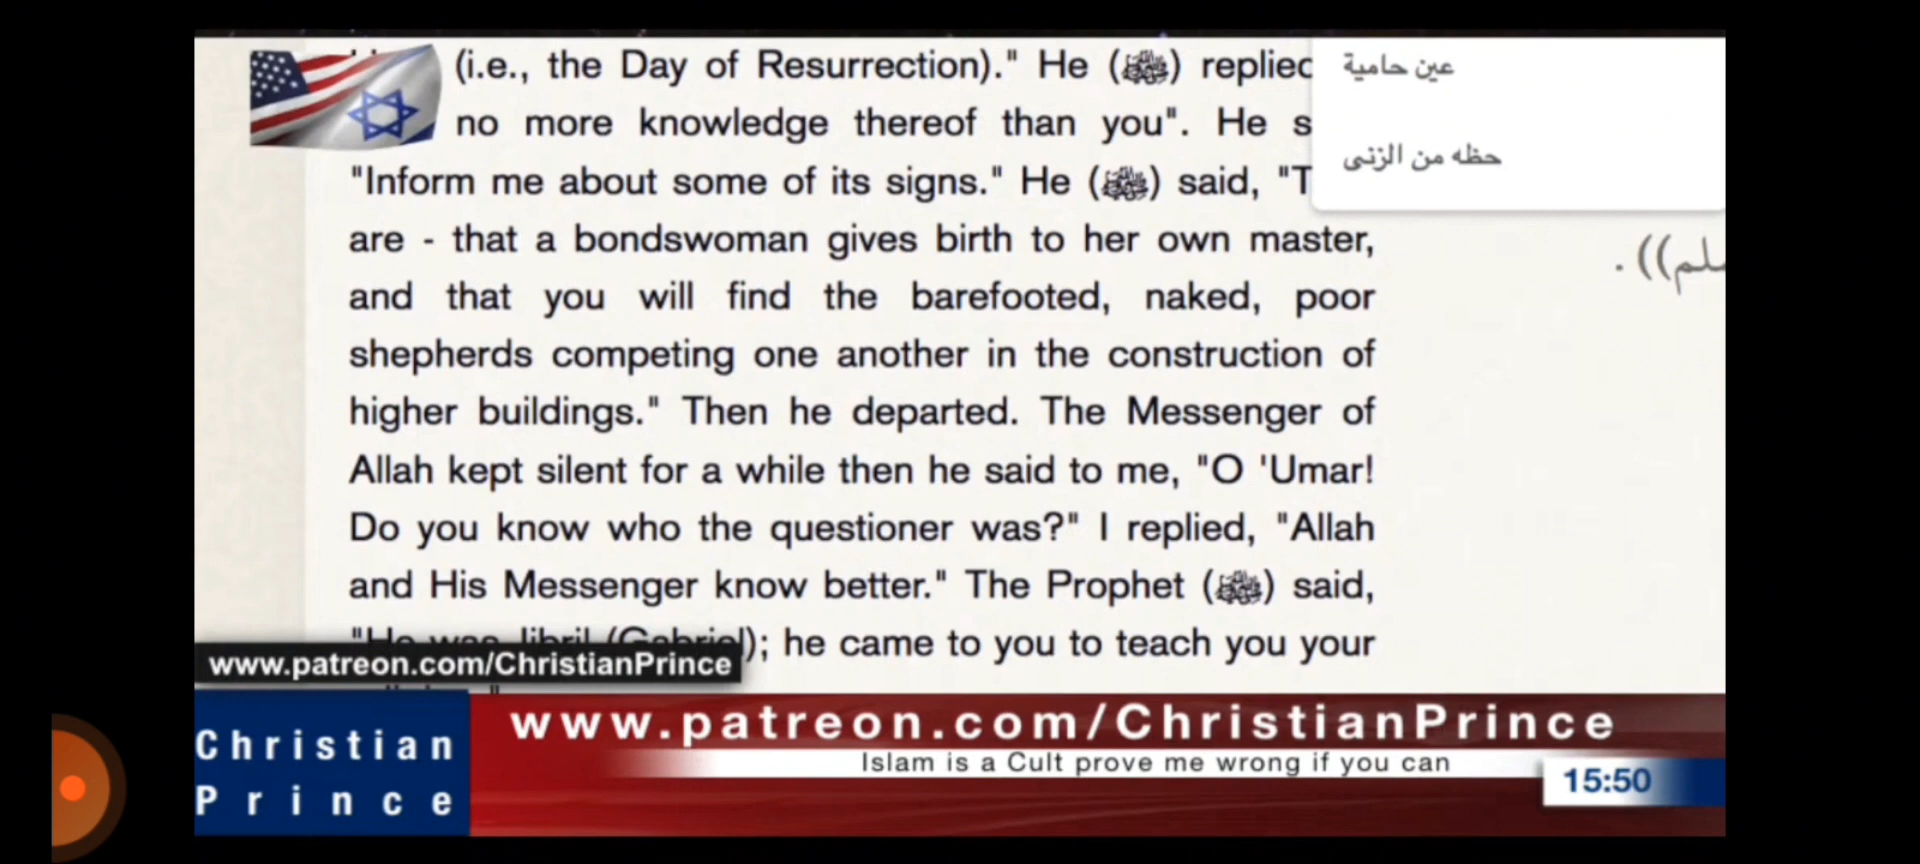 (i.e., the Day of Resurrection)." He (ﷺ) replied
no more knowledge thereof than you". He s
"Inform me about some of its signs." He (ﷺ) said, "T
are - that a bondswoman gives birth to her own master,
and that you will find the barefooted, naked, poor
shepherds competing one another in the construction of
higher buildings." Then he departed. The Messenger of
Allah kept silent for a while then he said to me, "O 'Umar!
Do you know who the questioner was?" I replied, "Allah
and His Messenger know better." The Prophet (ﷺ) said,
"He was Jibril (Gabriel); he came to you to teach you your
عين حامية
حظه من الزنى
www.patreon.com/ChristianPrince
Christian
Prince
www.patreon.com/ChristianPrince
Islam is a Cult prove me wrong if you can
15:50